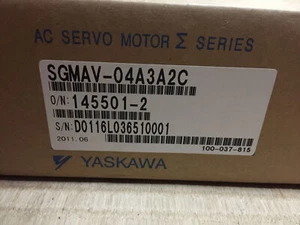 AC SERVO MOTOR Σ SERIES
SGMAV-04A3A2C
O/N: 145501-2
S/N: D0116L036510001
2011.06
100-037-815
YASKAWA